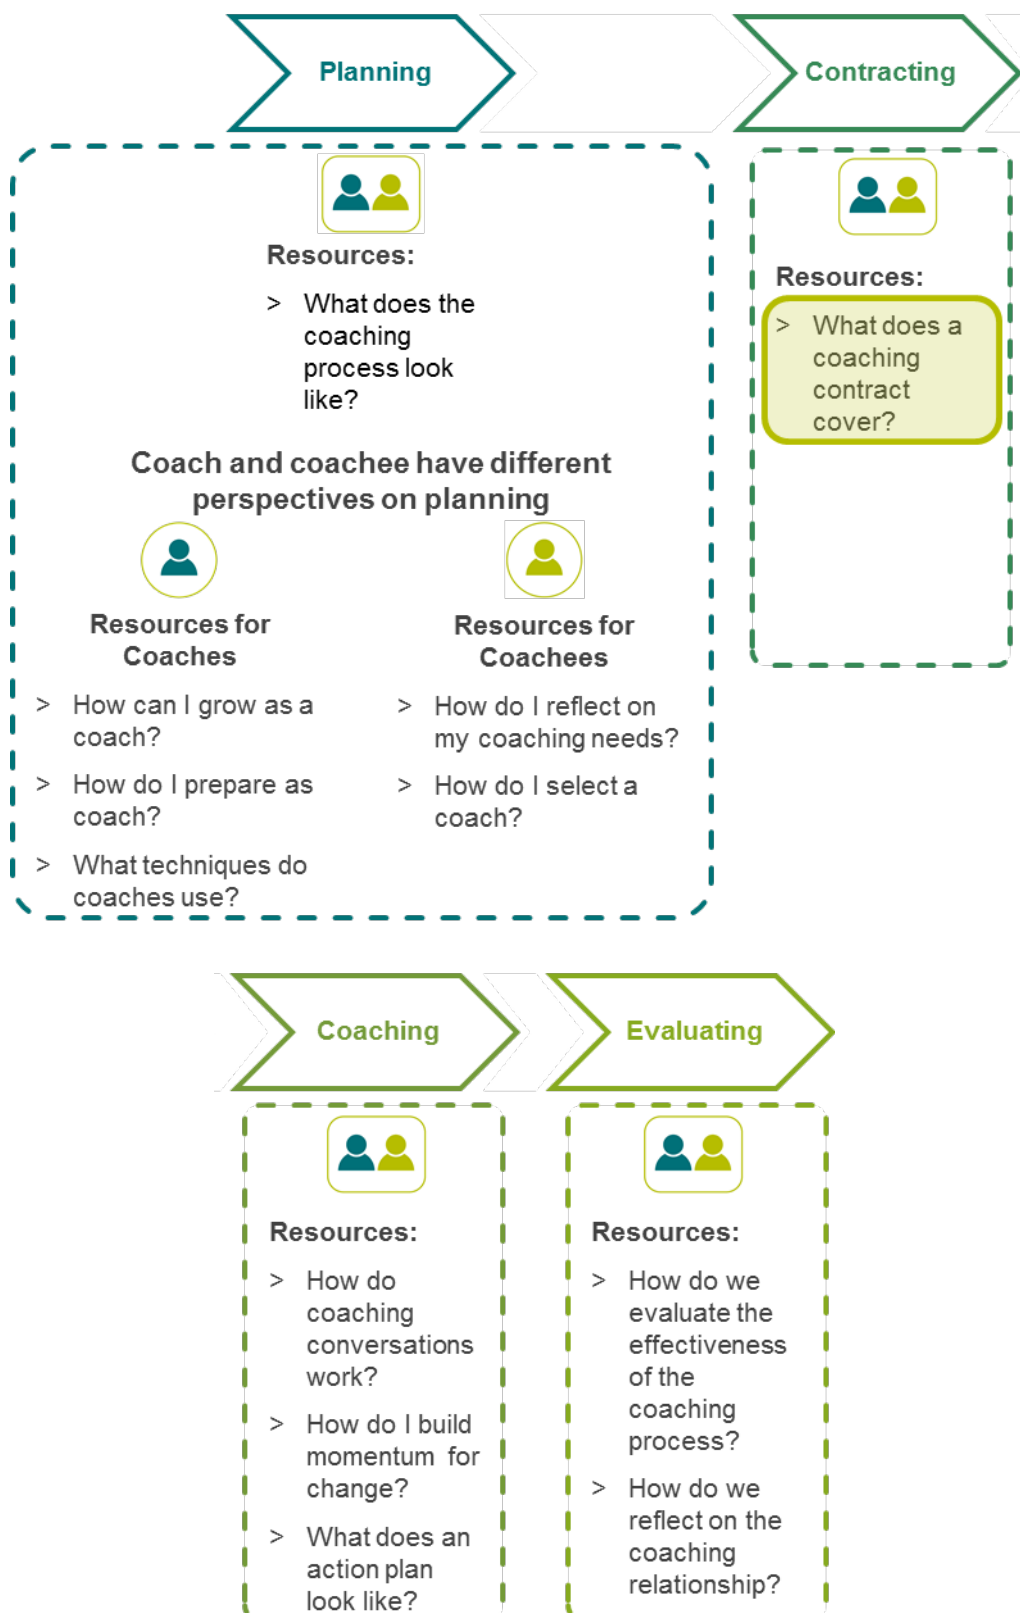 Planning
Contracting
Resources:
> What does the
coaching
process look
like?
Coach and coachee have different
perspectives on planning
Resources for
Coaches
> How can I grow as a
coach?
> How do I prepare as
coach?
> What techniques do
coaches use?
Resources for
Coachees
> How do I reflect on
my coaching needs?
> How do I select a
coach?
Resources:
> What does a
coaching
contract
cover?
Coaching
Evaluating
Resources:
> How do
coaching
conversations
work?
> How do I build
momentum for
change?
> What does an
action plan
look like?
Resources:
> How do we
evaluate the
effectiveness
of the
coaching
process?
> How do we
reflect on the
coaching
relationship?